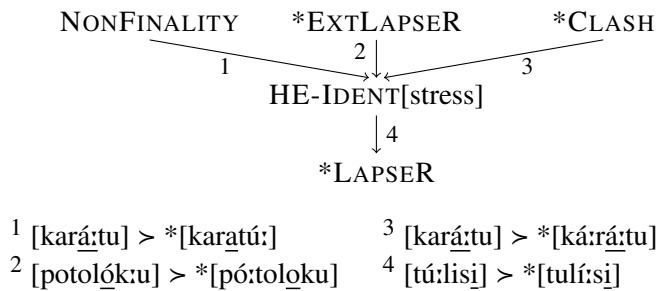 NONFINALITY *EXTLAPSER *CLASH
1 2 3
HE-IDENT[stress]
4
*LAPSER
1 [karáːtu] ≻ *[karatúː] 3 [karáːtu] ≻ *[káːráːtu]
2 [potolókːu] ≻ *[póːtoloku] 4 [túːlisi] ≻ *[tulíːsi]